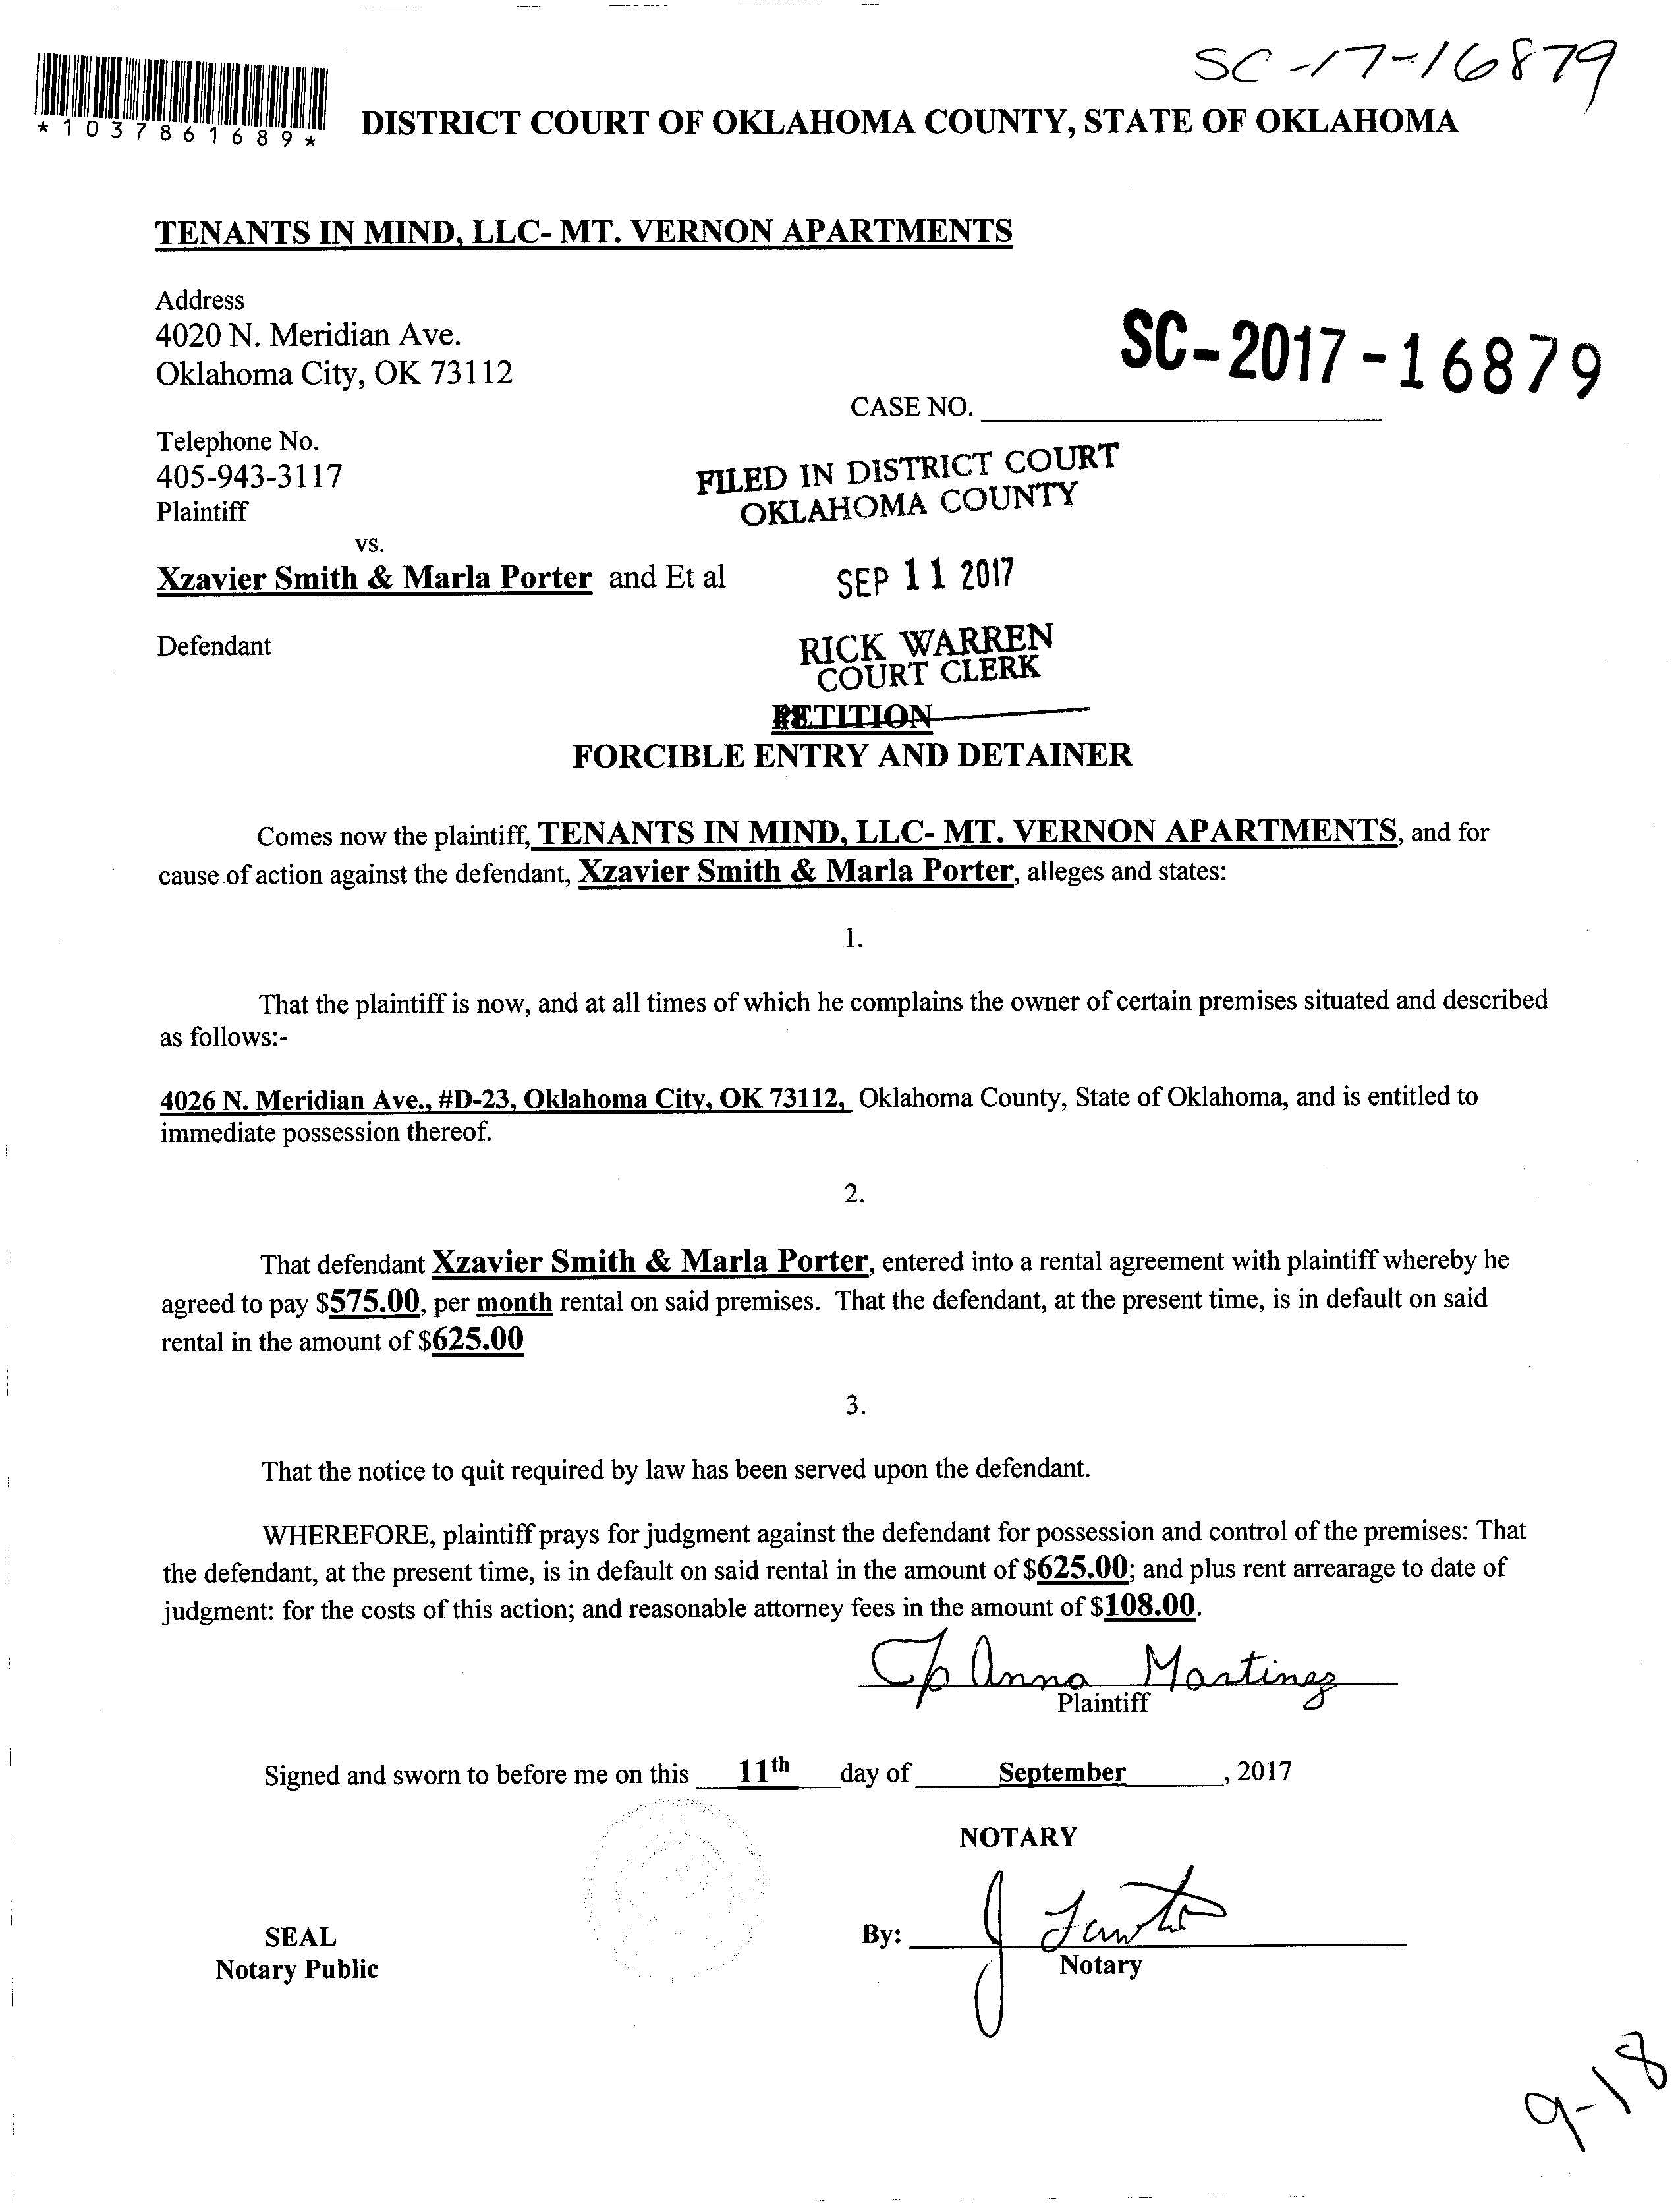 SC-17-16879
*1037861689*
DISTRICT COURT OF OKLAHOMA COUNTY, STATE OF OKLAHOMA
TENANTS IN MIND, LLC- MT. VERNON APARTMENTS
Address
4020 N. Meridian Ave.
Oklahoma City, OK 73112
SC-2017-16879
CASE NO.
Telephone No.
405-943-3117
Plaintiff
FILED IN DISTRICT COURT
OKLAHOMA COUNTY
vs.
Xzavier Smith & Marla Porter and Et al
SEP 11 2017
Defendant
RICK WARREN
COURT CLERK
PETITION
FORCIBLE ENTRY AND DETAINER
Comes now the plaintiff, TENANTS IN MIND, LLC- MT. VERNON APARTMENTS, and for
cause of action against the defendant, Xzavier Smith & Marla Porter, alleges and states:
1.
That the plaintiff is now, and at all times of which he complains the owner of certain premises situated and described
as follows:-
4026 N. Meridian Ave., #D-23, Oklahoma City, OK 73112, Oklahoma County, State of Oklahoma, and is entitled to
immediate possession thereof.
2.
That defendant Xzavier Smith & Marla Porter, entered into a rental agreement with plaintiff whereby he
agreed to pay $575.00, per month rental on said premises. That the defendant, at the present time, is in default on said
rental in the amount of $625.00
3.
That the notice to quit required by law has been served upon the defendant.
WHEREFORE, plaintiff prays for judgment against the defendant for possession and control of the premises: That
the defendant, at the present time, is in default on said rental in the amount of $625.00; and plus rent arrearage to date of
judgment: for the costs of this action; and reasonable attorney fees in the amount of $108.00.
Anna Martinez
Plaintiff
Signed and sworn to before me on this 11th day of September, 2017
NOTARY
SEAL
Notary Public
By: J
Notary
9-18